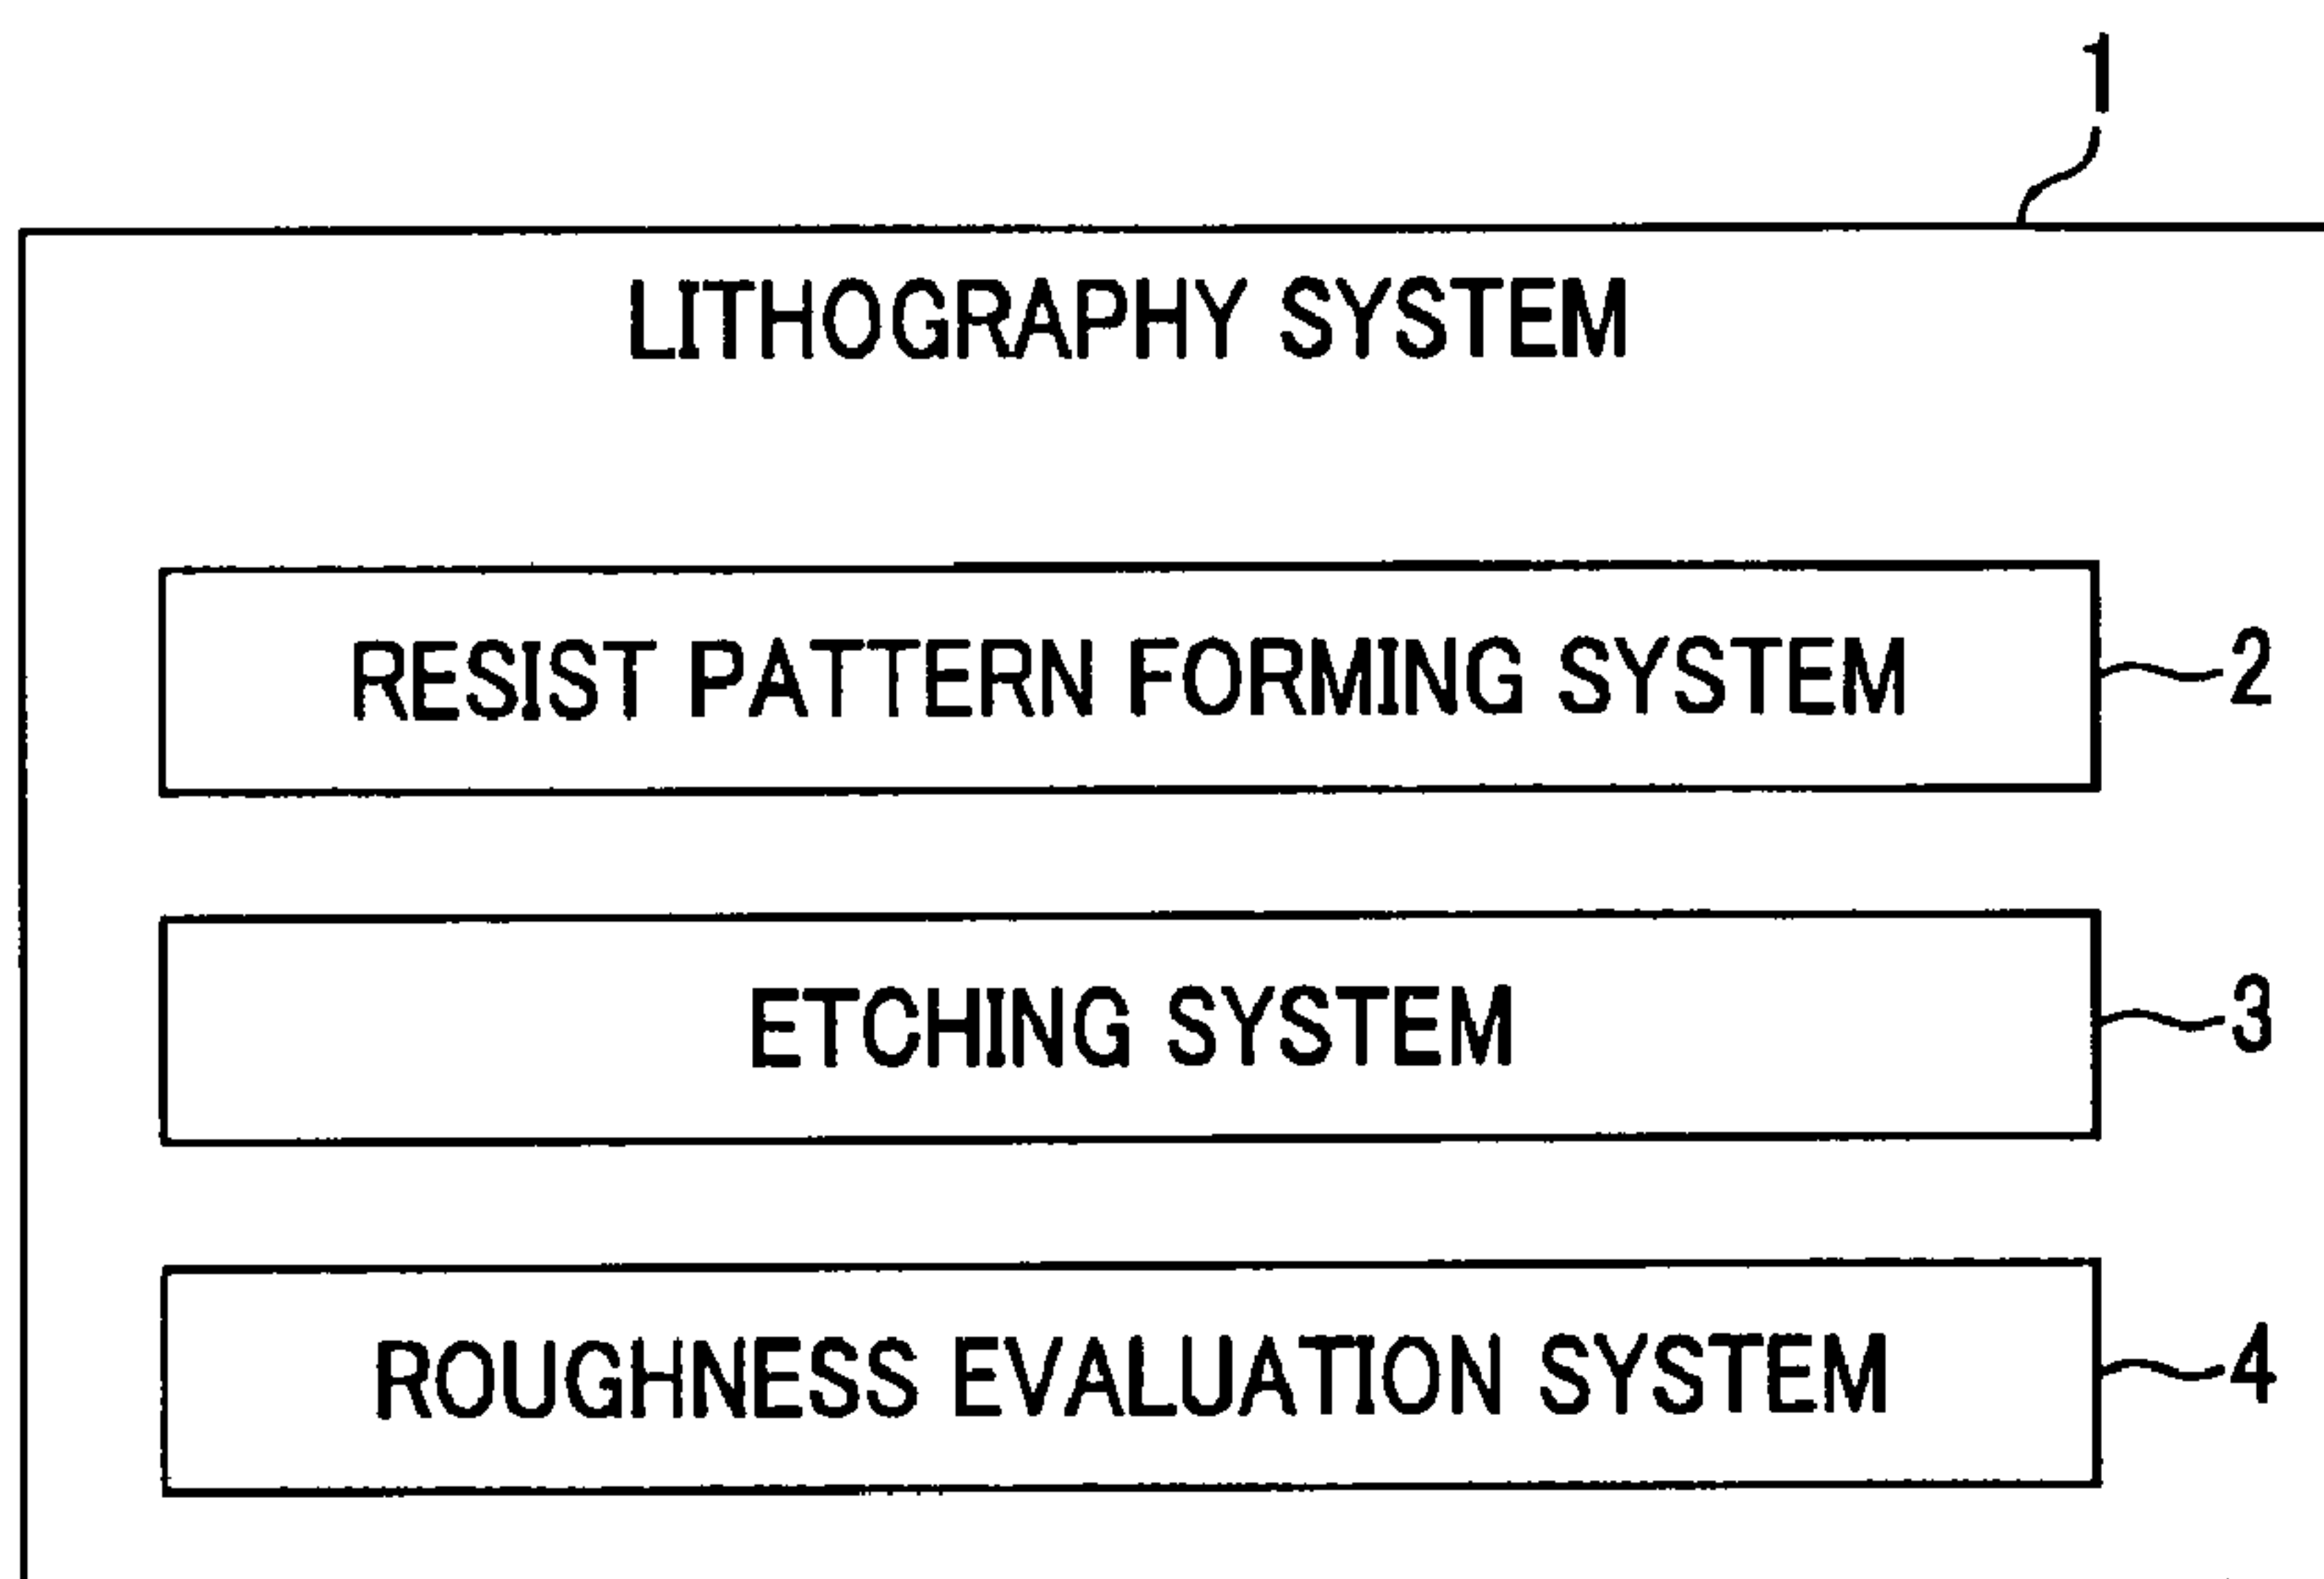 1
LITHOGRAPHY SYSTEM
RESIST PATTERN FORMING SYSTEM 2
ETCHING SYSTEM 3
ROUGHNESS EVALUATION SYSTEM 4